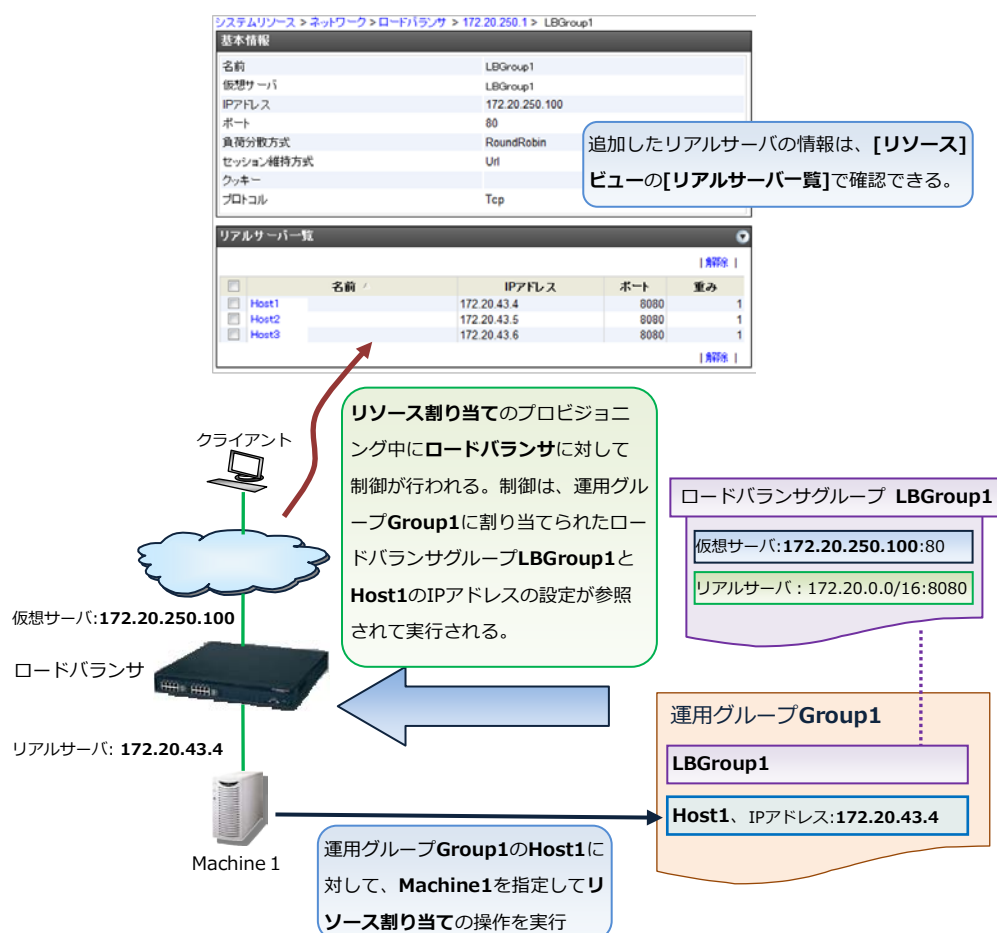 システムリソース > ネットワーク > ロードバランサ > 172.20.250.1 > LBGroup1
基本情報
名前 LBGroup1
仮想サーバ LBGroup1
IPアドレス 172.20.250.100
ポート 80
負荷分散方式 RoundRobin
セッション維持方式 Url
クッキー
プロトコル Tcp
追加したリアルサーバの情報は、[リソース]
ビューの[リアルサーバ一覧]で確認できる。
リアルサーバ一覧
| 解除 |
名前 IPアドレス ポート 重み
Host1 172.20.43.4 8080 1
Host2 172.20.43.5 8080 1
Host3 172.20.43.6 8080 1
| 解除 |
リソース割り当てのプロビジョニ
ング中にロードバランサに対して
制御が行われる。制御は、運用グル
ープGroup1に割り当てられたロー
ドバランサグループLBGroup1と
Host1のIPアドレスの設定が参照
されて実行される。
クライアント
仮想サーバ:172.20.250.100
ロードバランサ
リアルサーバ: 172.20.43.4
Machine 1
ロードバランサグループ LBGroup1
仮想サーバ:172.20.250.100:80
リアルサーバ : 172.20.0.0/16:8080
運用グループGroup1
LBGroup1
Host1、IPアドレス:172.20.43.4
運用グループGroup1のHost1に
対して、Machine1を指定してリ
ソース割り当ての操作を実行